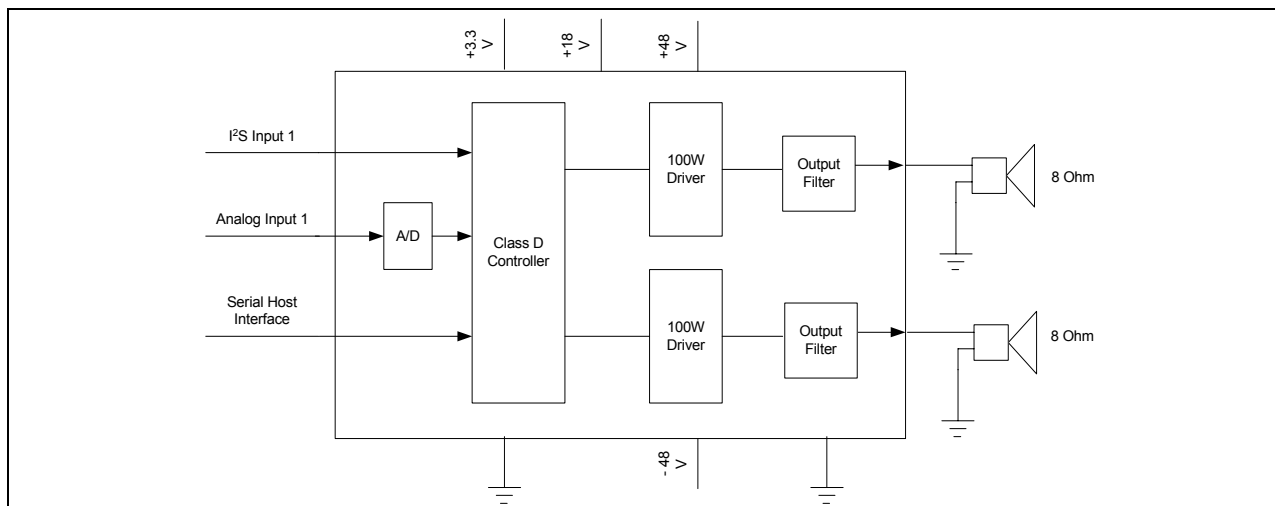 +3.3
V
+18
V
+48
V
I²S Input 1
Analog Input 1
A/D
Serial Host
Interface
Class D
Controller
100W
Driver
Output
Filter
8 Ohm
100W
Driver
Output
Filter
8 Ohm
- 48
V